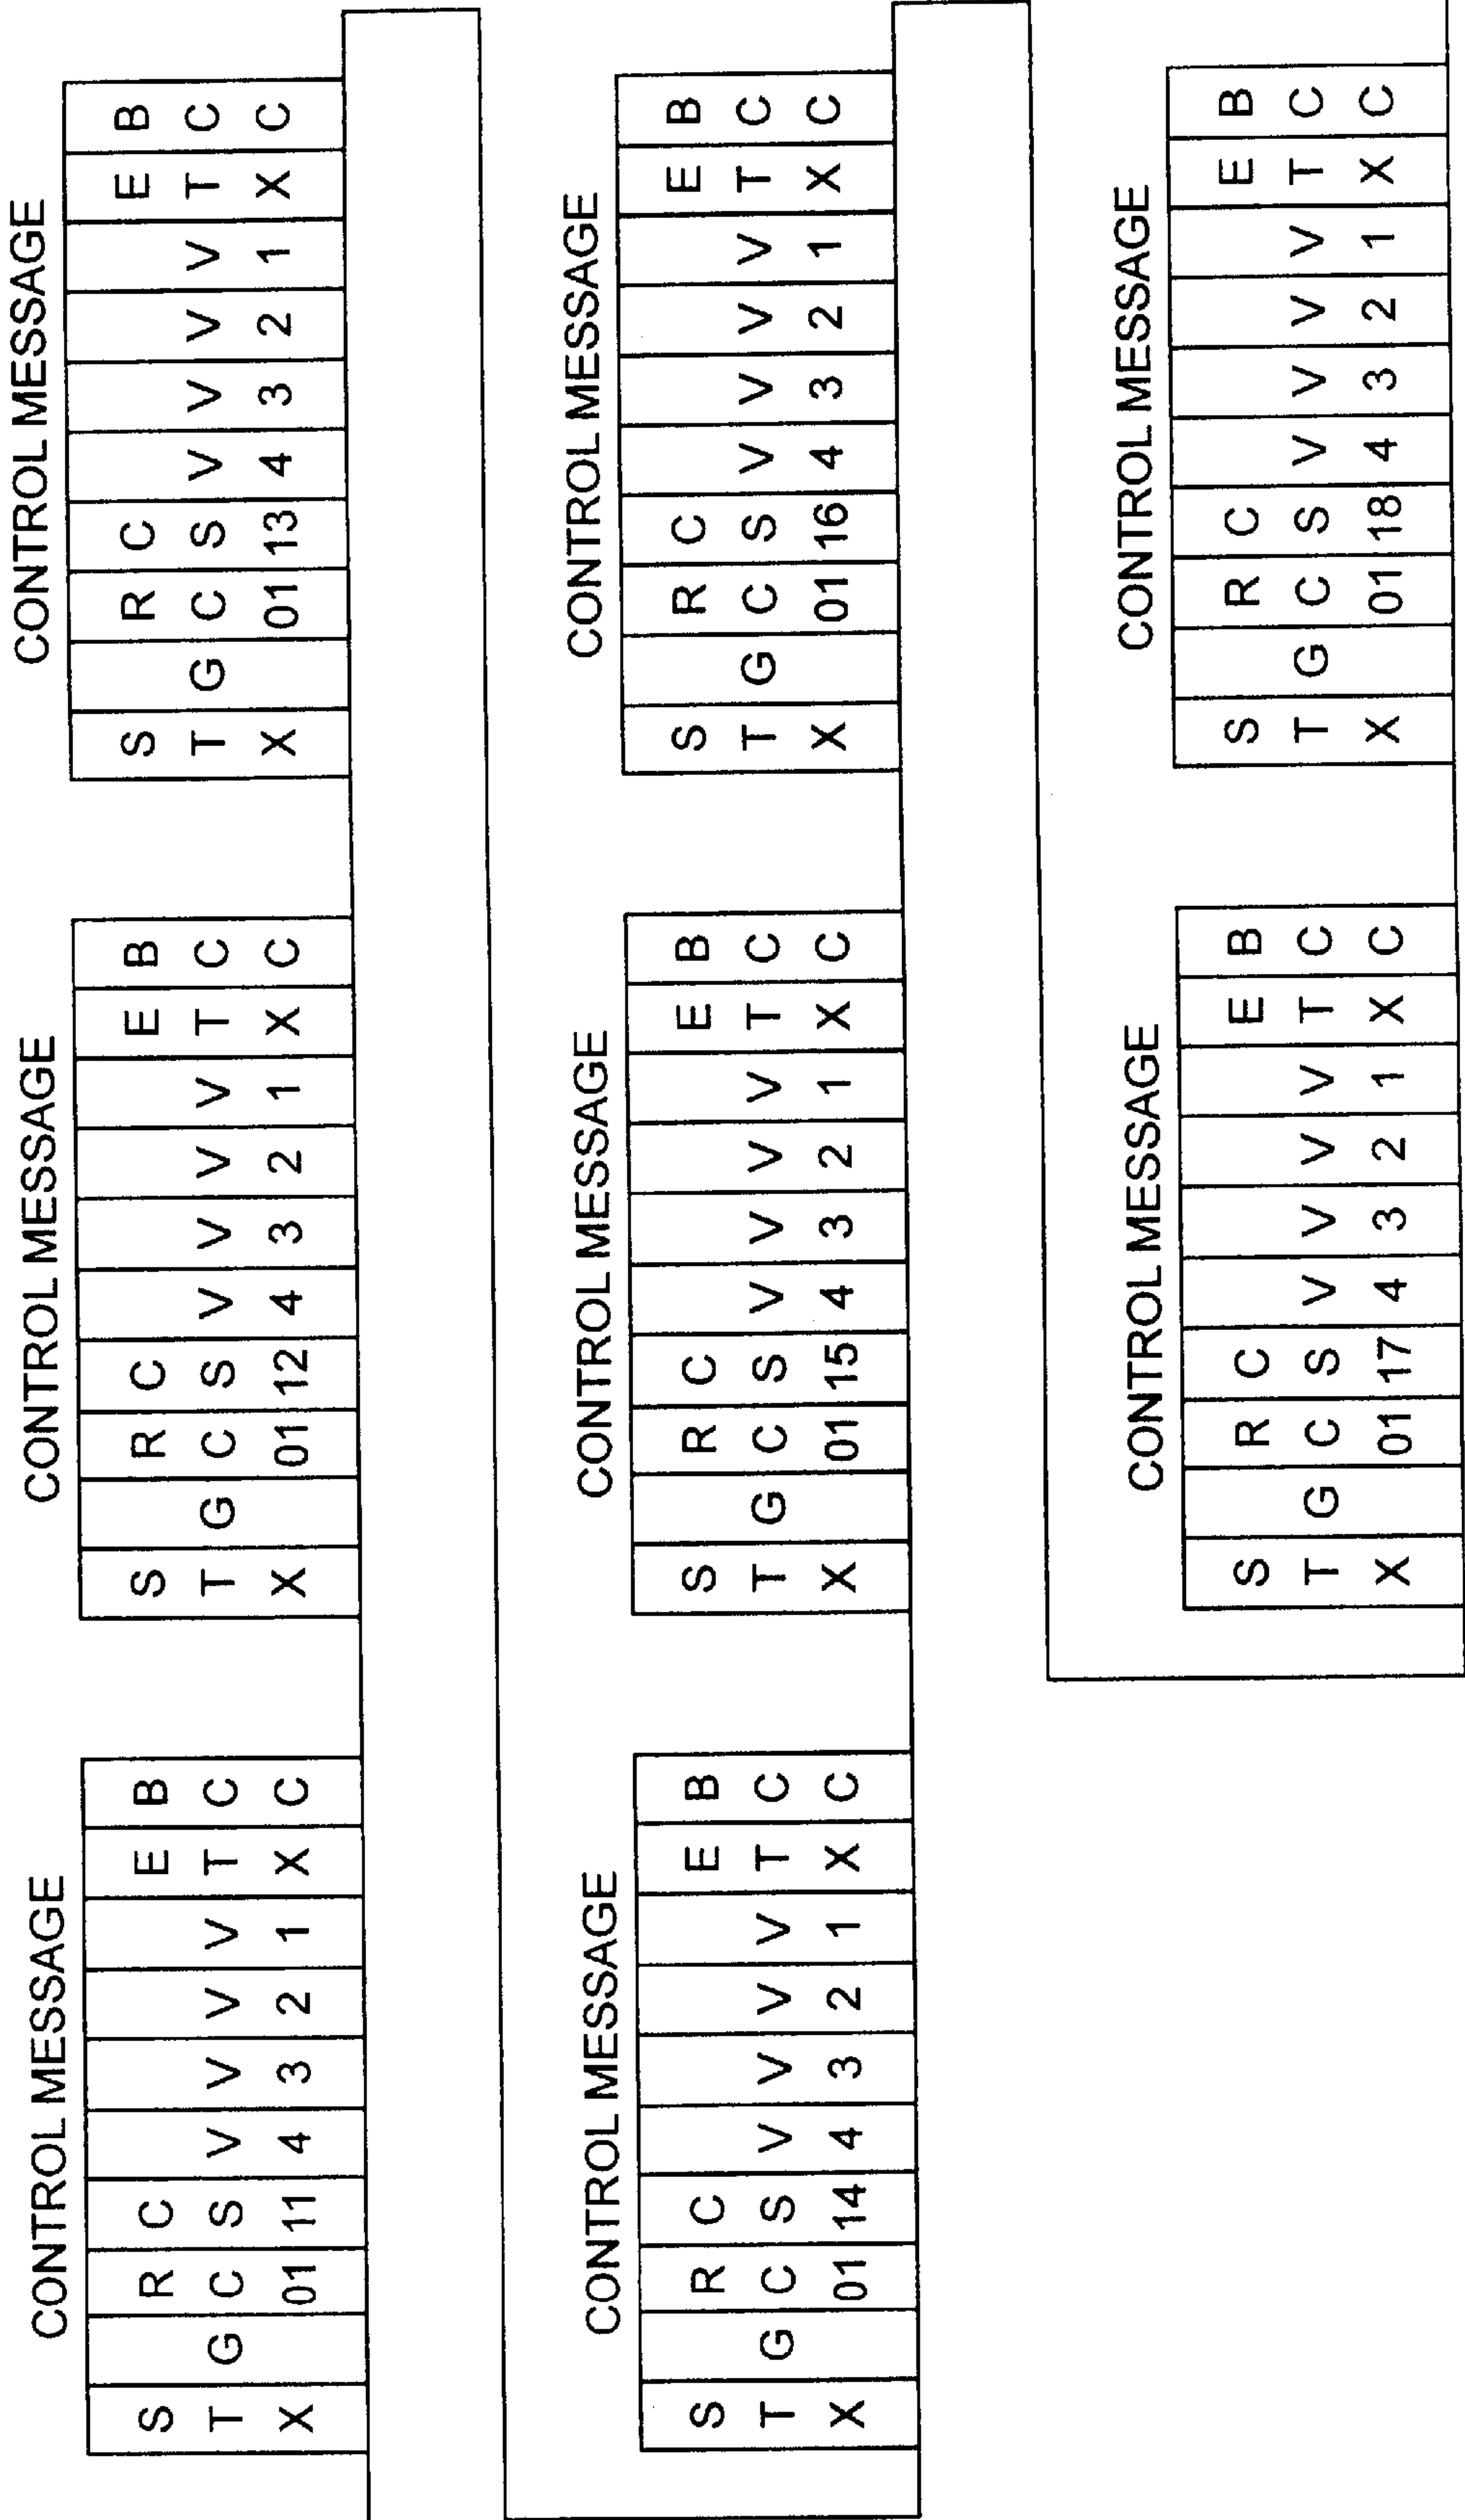 CONTROL MESSAGE
STX G RC01 CS11 V4 V3 V2 V1 ETX BCC
CONTROL MESSAGE
STX G RC01 CS12 V4 V3 V2 V1 ETX BCC
CONTROL MESSAGE
STX G RC01 CS13 V4 V3 V2 V1 ETX BCC
CONTROL MESSAGE
STX G RC01 CS14 V4 V3 V2 V1 ETX BCC
CONTROL MESSAGE
STX G RC01 CS15 V4 V3 V2 V1 ETX BCC
CONTROL MESSAGE
STX G RC01 CS16 V4 V3 V2 V1 ETX BCC
CONTROL MESSAGE
STX G RC01 CS17 V4 V3 V2 V1 ETX BCC
CONTROL MESSAGE
STX G RC01 CS18 V4 V3 V2 V1 ETX BCC